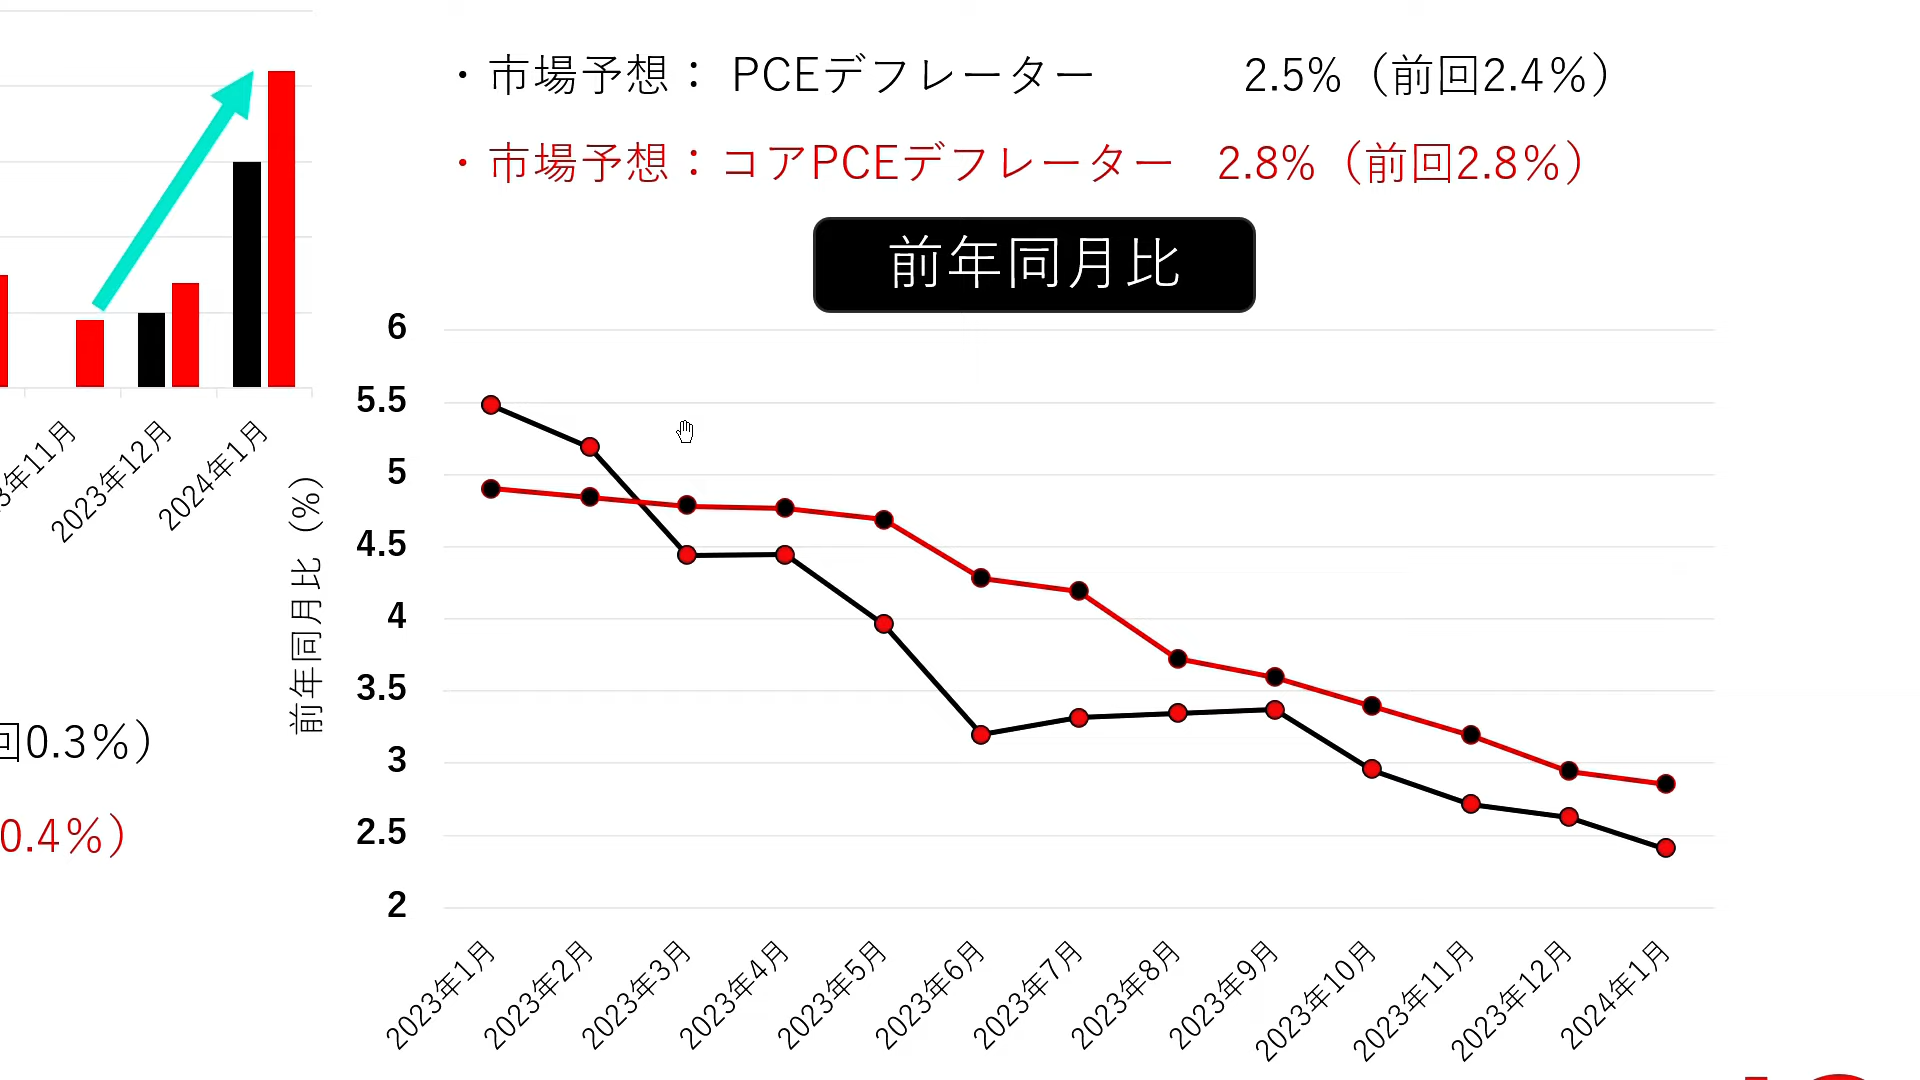 ・市場予想： PCEデフレーター 2.5%（前回2.4％）
・市場予想：コアPCEデフレーター 2.8%（前回2.8％）
前年同月比
6
5.5
5
4.5
4
3.5
3
2.5
2
前年同月比（%）
2023年1月
2023年2月
2023年3月
2023年4月
2023年5月
2023年6月
2023年7月
2023年8月
2023年9月
2023年10月
2023年11月
2023年12月
2024年1月
3年11月
2023年12月
2024年1月
回0.3％）
0.4％）